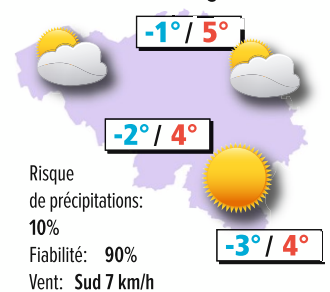 -1° / 5°
-2° / 4°
Risque
de précipitations:
10%
Fiabilité: 90%
Vent: Sud 7 km/h
-3° / 4°